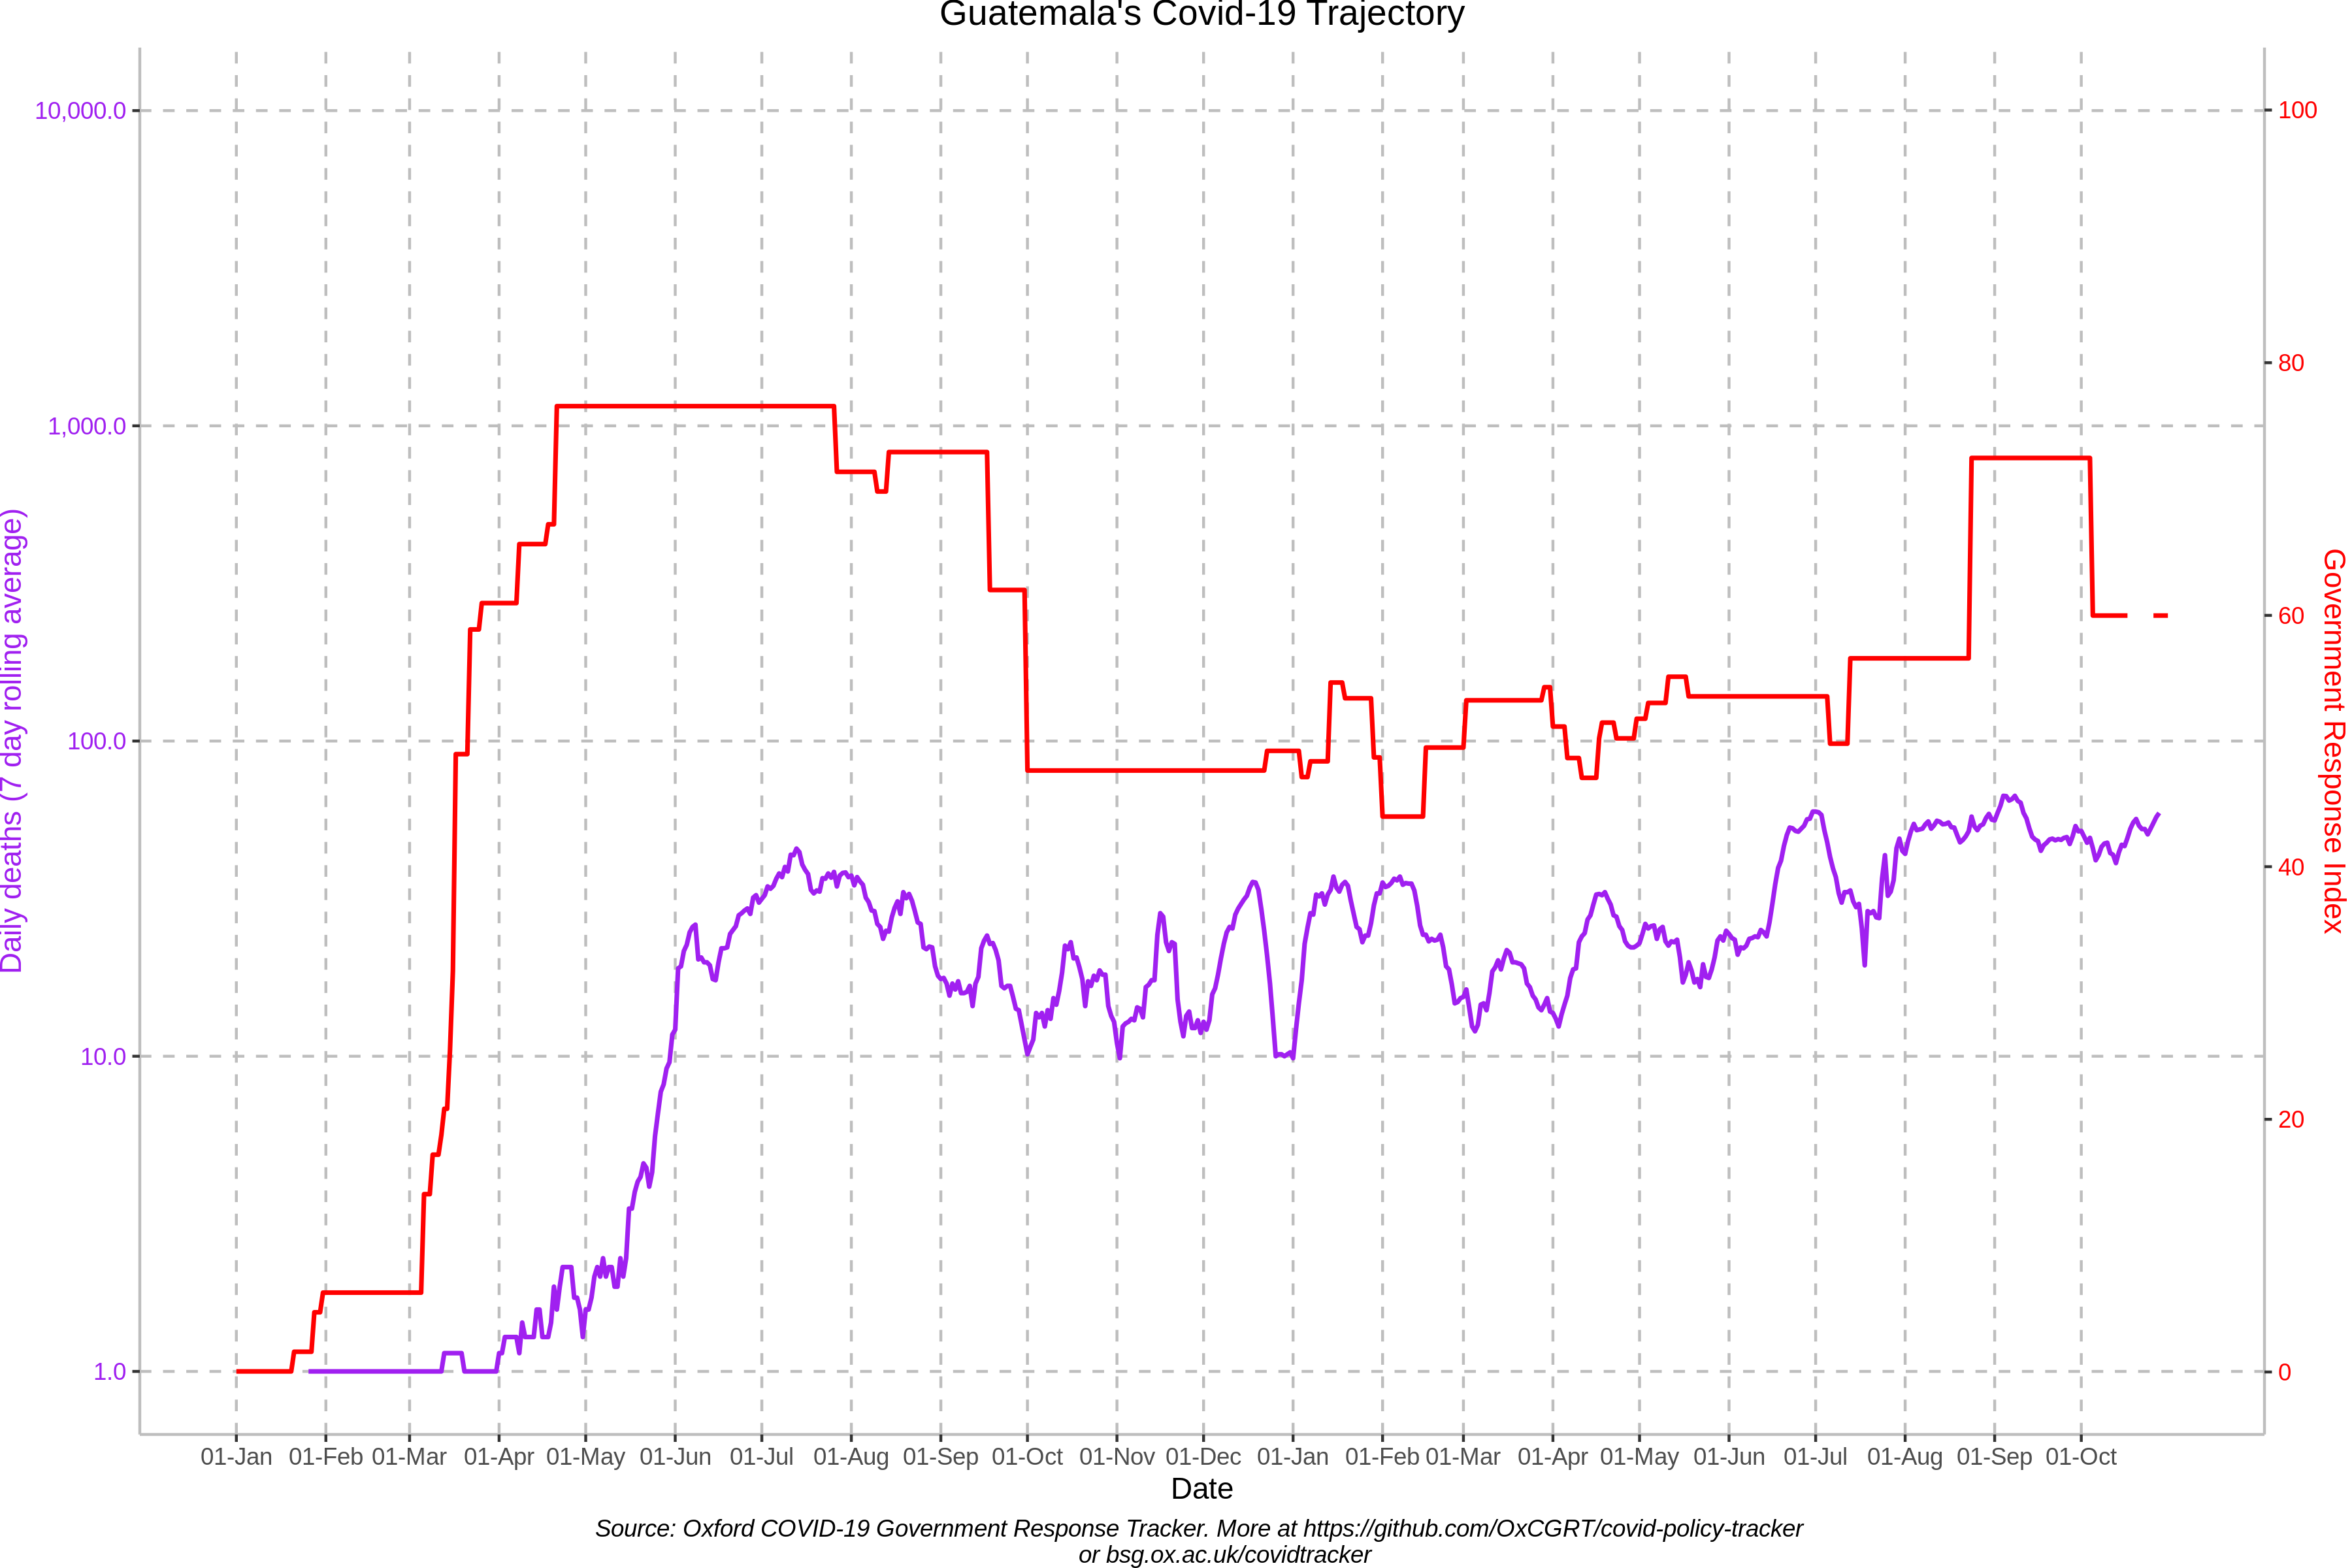 Guatemala's Covid-19 Trajectory
10,000.0
1,000.0
100.0
10.0
1.0
Daily deaths (7 day rolling average)
100
80
60
40
20
0
Government Response Index
01-Jan 01-Feb 01-Mar 01-Apr 01-May 01-Jun 01-Jul 01-Aug 01-Sep 01-Oct 01-Nov 01-Dec 01-Jan 01-Feb 01-Mar 01-Apr 01-May 01-Jun 01-Jul 01-Aug 01-Sep 01-Oct
Date
Source: Oxford COVID-19 Government Response Tracker. More at https://github.com/OxCGRT/covid-policy-tracker
or bsg.ox.ac.uk/covidtracker